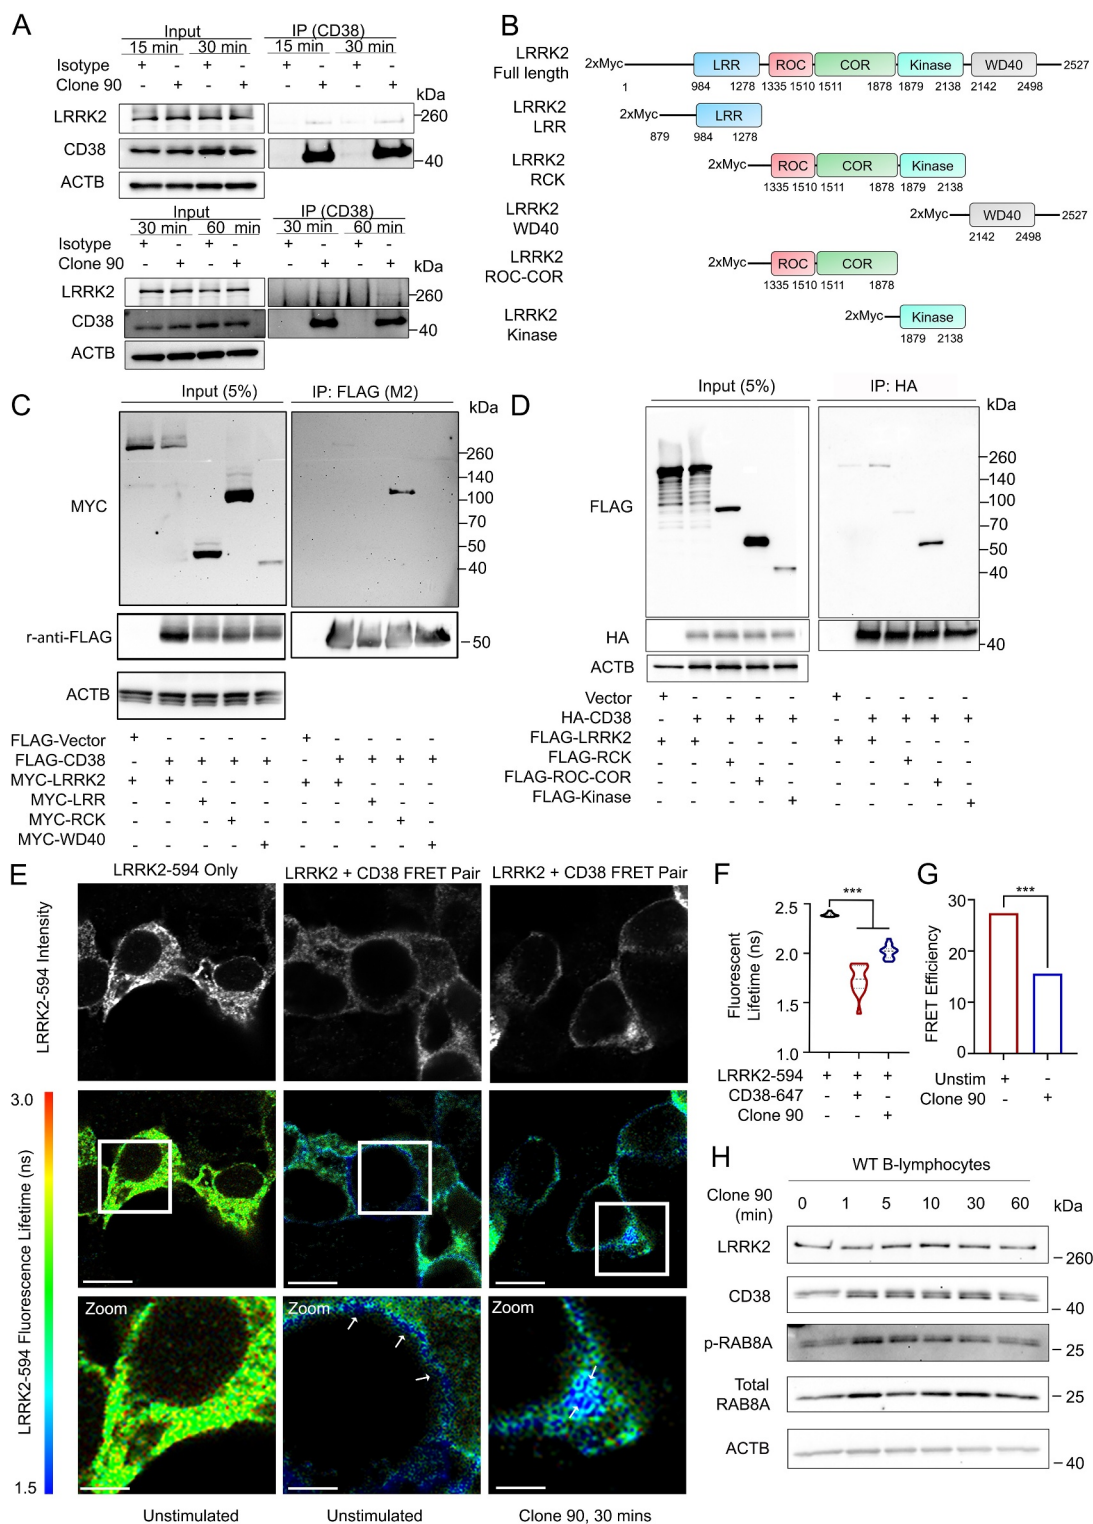 A
Input
IP (CD38)
15 min 30 min 15 min 30 min
Isotype + - + - + - + -
Clone 90 - + - + - + - +
kDa
LRRK2
260
CD38
40
ACTB
Input
IP (CD38)
30 min 60 min 30 min 60 min
Isotype + - + - + - + -
Clone 90 - + - + - + - +
kDa
LRRK2
260
CD38
40
ACTB
B
LRRK2
Full length
2xMyc LRR ROC COR Kinase WD40 2527
1 984 1278 1335 1510 1511 1878 1879 2138 2142 2498
LRRK2
LRR
2xMyc LRR
879 984 1278
LRRK2
RCK
2xMyc ROC COR Kinase
1335 1510 1511 1878 1879 2138
LRRK2
WD40
2xMyc WD40 2527
2142 2498
LRRK2
ROC-COR
2xMyc ROC COR
1335 1510 1511 1878
LRRK2
Kinase
2xMyc Kinase
1879 2138
C
Input (5%)
IP: FLAG (M2)
kDa
MYC
260
140
100
70
50
40
r-anti-FLAG
50
ACTB
FLAG-Vector + - - - - + - - - -
FLAG-CD38 - + + + + - + + + +
MYC-LRRK2 + + - - - + + - - -
MYC-LRR - - + - - - - + - -
MYC-RCK - - - + - - - - + -
MYC-WD40 - - - - + - - - - +
D
Input (5%)
IP: HA
kDa
FLAG
260
140
100
70
50
40
HA
40
ACTB
Vector + - - - - + - - - -
HA-CD38 - + + + + - + + + +
FLAG-LRRK2 + + - - - + + - - -
FLAG-RCK - - + - - - - + - -
FLAG-ROC-COR - - - + - - - - + -
FLAG-Kinase - - - - + - - - - +
E
LRRK2-594 Only
LRRK2 + CD38 FRET Pair
LRRK2 + CD38 FRET Pair
LRRK2-594 Intensity
3.0
LRRK2-594 Fluorescence Lifetime (ns)
1.5
Zoom
Zoom
Zoom
Unstimulated
Unstimulated
Clone 90, 30 mins
F
***
Fluorescent
Lifetime (ns)
2.5
2.0
1.5
1.0
LRRK2-594 + + +
CD38-647 - + -
Clone 90 - - +
G
***
FRET Efficiency
30
20
10
0
Unstim + -
Clone 90 - +
H
WT B-lymphocytes
Clone 90
(min)
0 1 5 10 30 60
kDa
LRRK2
260
CD38
40
p-RAB8A
25
Total
RAB8A
25
ACTB
40